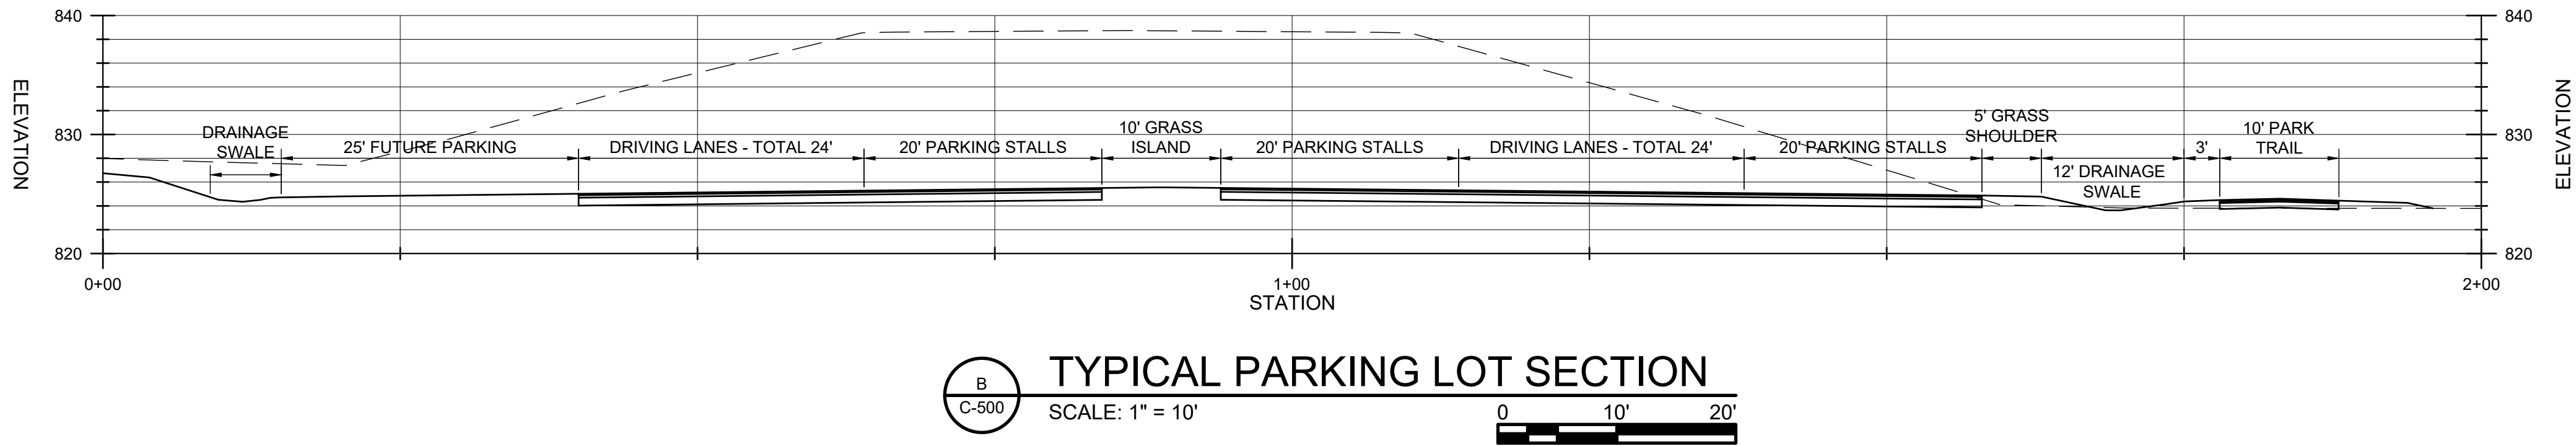 840
840
ELEVATION
ELEVATION
830
830
DRAINAGE
SWALE
25' FUTURE PARKING
DRIVING LANES - TOTAL 24'
20' PARKING STALLS
10' GRASS
ISLAND
20' PARKING STALLS
DRIVING LANES - TOTAL 24'
20' PARKING STALLS
5' GRASS
SHOULDER
12' DRAINAGE
SWALE
3'
10' PARK
TRAIL
820
820
0+00
1+00
2+00
STATION
B
C-500
TYPICAL PARKING LOT SECTION
SCALE: 1" = 10'
0 10' 20'